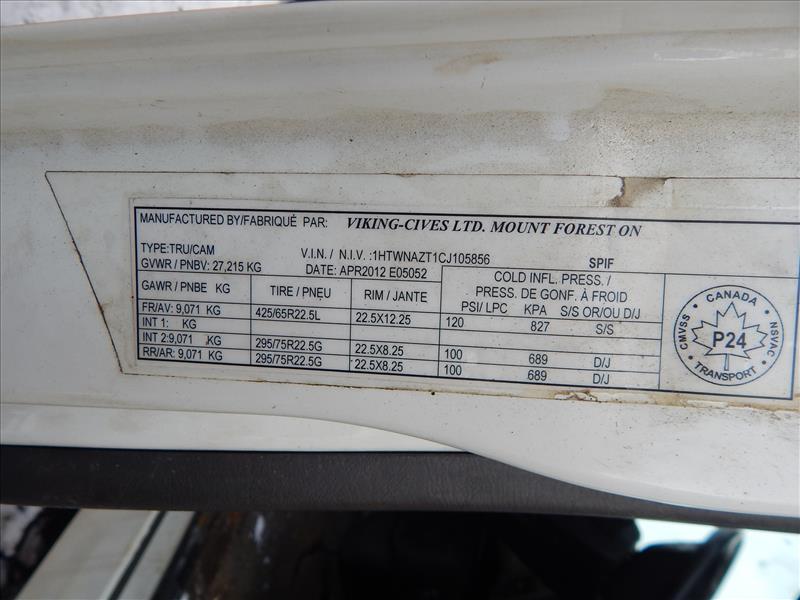 MANUFACTURED BY/FABRIQUÉ PAR: VIKING-CIVES LTD. MOUNT FOREST ON
TYPE:TRU/CAM V.I.N. / N.I.V. :1HTWNAZT1CJ105856 SPIF
GVWR / PNBV: 27,215 KG DATE: APR2012 E05052
GAWR / PNBE KG TIRE / PNEU RIM / JANTE COLD INFL. PRESS. /
PRESS. DE GONF. À FROID
PSI/ LPC KPA S/S OR/OU D/J
FR/AV: 9,071 KG 425/65R22.5L 22.5X12.25 120 827 S/S
INT 1: KG
INT 2:9,071 KG 295/75R22.5G 22.5X8.25 100 689 D/J
RR/AR: 9,071 KG 295/75R22.5G 22.5X8.25 100 689 D/J
CANADA
CMVSS
P24
NSVAC
TRANSPORT